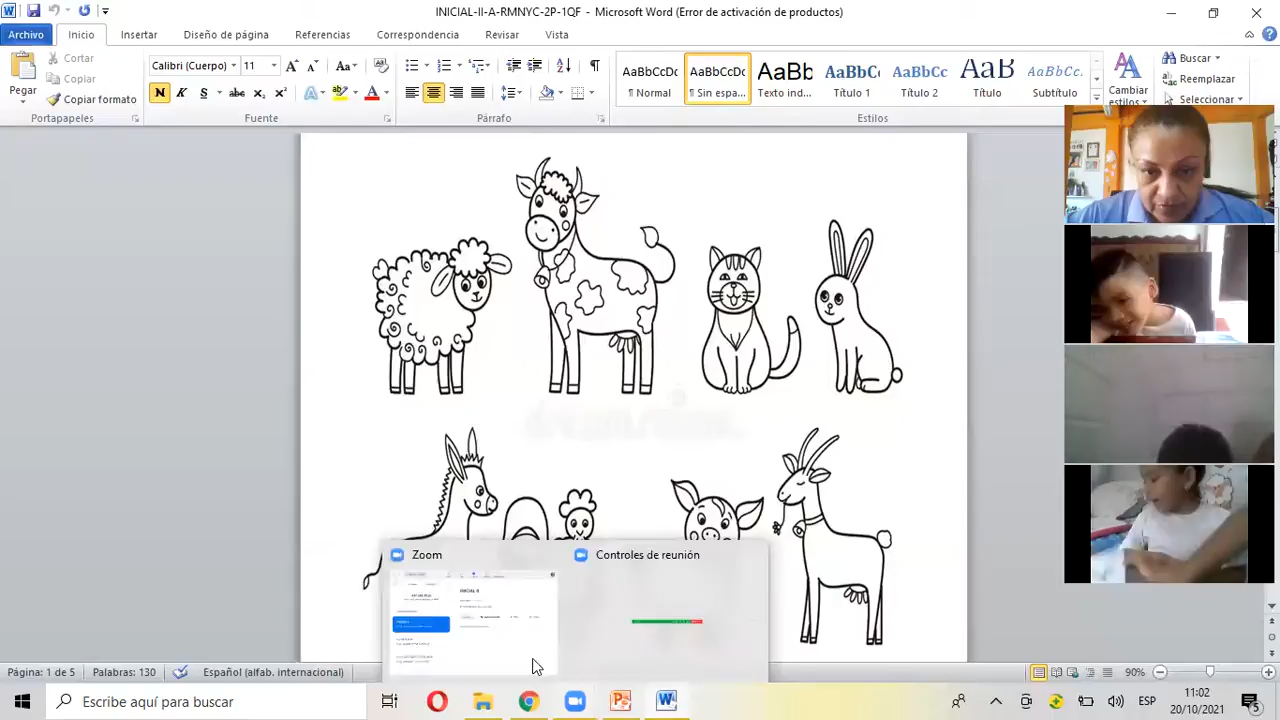 INICIAL-II-A-RMNYC-2P-1QF - Microsoft Word (Error de activación de productos)
Archivo Inicio Insertar Diseño de página Referencias Correspondencia Revisar Vista
Pegar
Cortar
Copiar
Copiar formato
Portapapeles
Calibri (Cuerpo) 11
N K S abc
Fuente
Párrafo
AaBbCcDc
¶ Normal
AaBbCcDc
¶ Sin espa...
AaBb
Texto indi...
AaBbC
Título 1
AaBbCc
Título 2
AaB
Título
AaBbCc.
Subtítulo
Cambiar estilos
Estilos
Buscar
Reemplazar
Seleccionar
Zoom
Controles de reunión
Página: 1 de 5 Palabras: 130 Español (alfab. internacional) 90%
Escribe aquí para buscar
ESP
11:02
20/10/2021
5